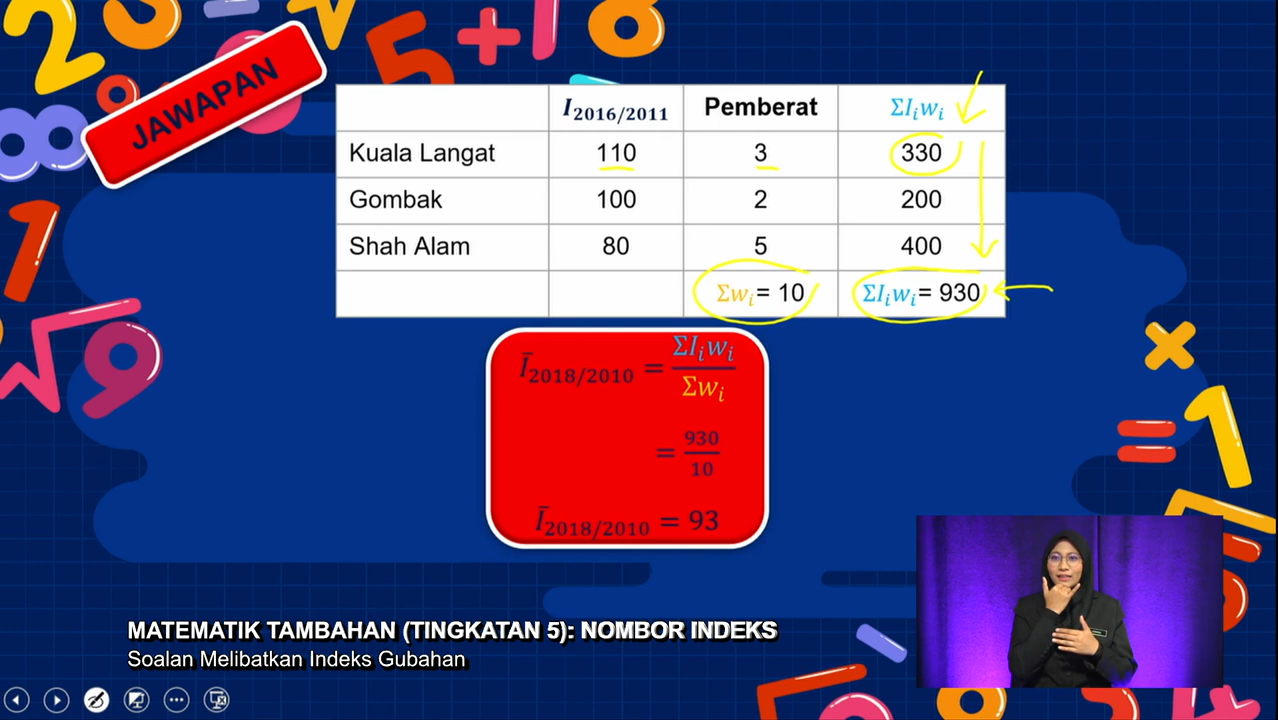 JAWAPAN
I₂₀₁₆/₂₀₁₁ Pemberat ΣIᵢwᵢ
Kuala Langat 110 3 330
Gombak 100 2 200
Shah Alam 80 5 400
Σwᵢ= 10 ΣIᵢwᵢ= 930
Ī₂₀₁₈/₂₀₁₀ = ΣIᵢwᵢ / Σwᵢ
= 930 / 10
Ī₂₀₁₈/₂₀₁₀ = 93
MATEMATIK TAMBAHAN (TINGKATAN 5): NOMBOR INDEKS
Soalan Melibatkan Indeks Gubahan